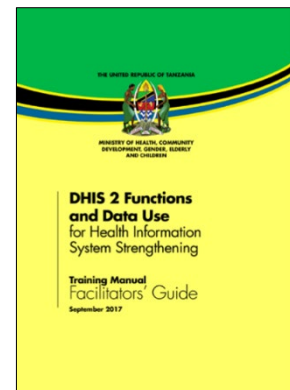 THE UNITED REPUBLIC OF TANZANIA
MINISTRY OF HEALTH, COMMUNITY
DEVELOPMENT, GENDER, ELDERLY
AND CHILDREN
DHIS 2 Functions
and Data Use
for Health Information
System Strengthening
Training Manual
Facilitators' Guide
September 2017